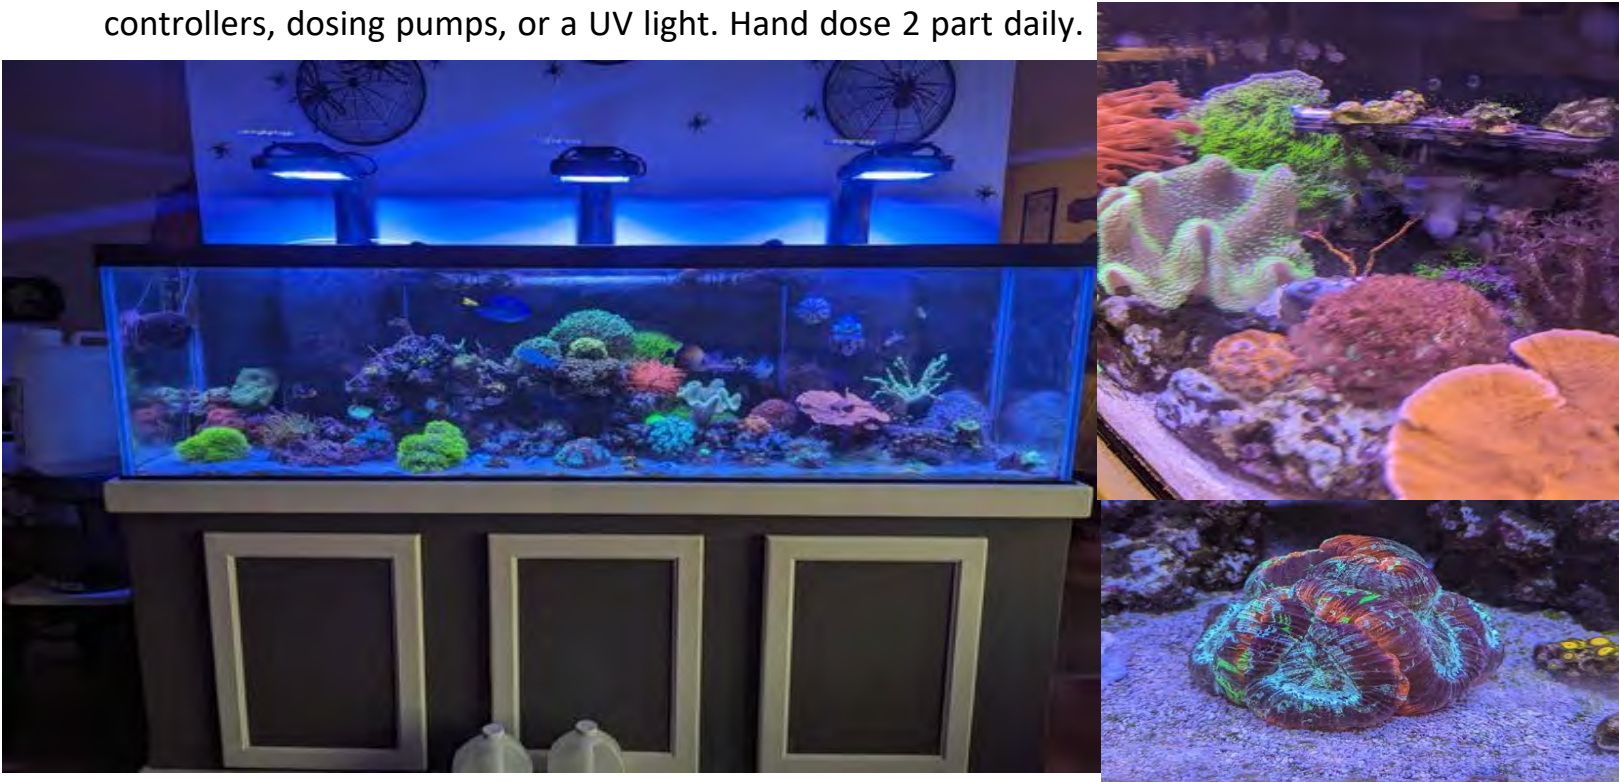 controllers, dosing pumps, or a UV light. Hand dose 2 part daily.